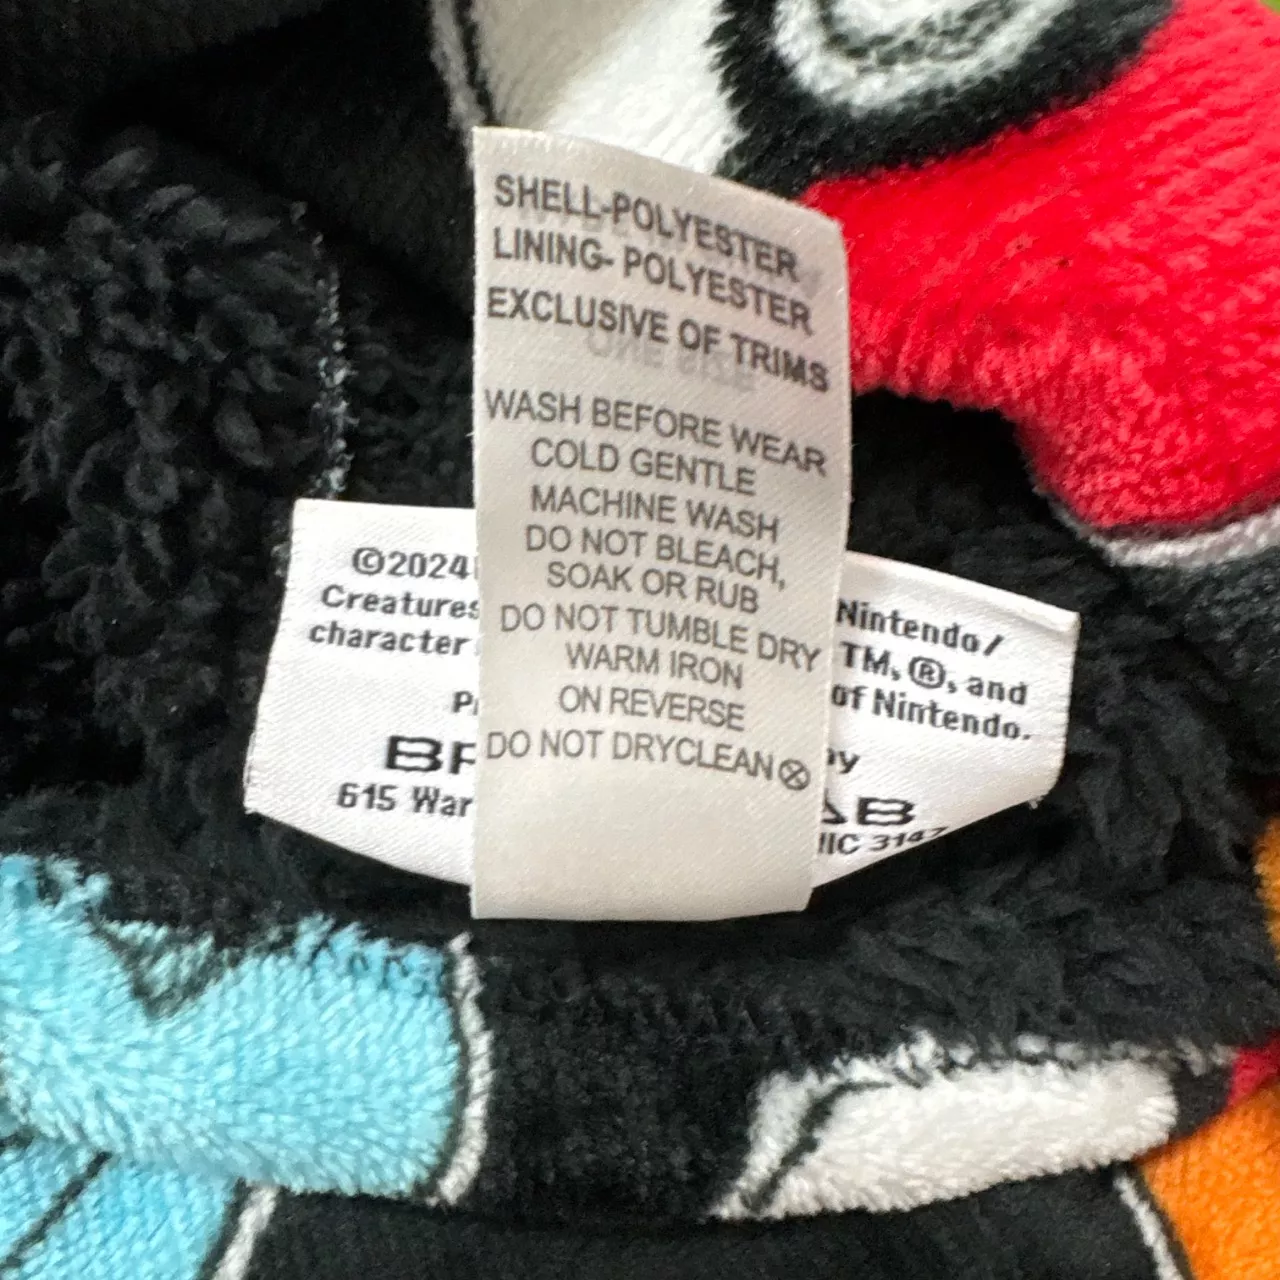 SHELL-POLYESTER
LINING- POLYESTER
EXCLUSIVE OF TRIMS
WASH BEFORE WEAR
COLD GENTLE
MACHINE WASH
DO NOT BLEACH,
SOAK OR RUB
DO NOT TUMBLE DRY
WARM IRON
ON REVERSE
DO NOT DRYCLEAN
©2024 Nintendo/
Creatures TM, ®, and
character of Nintendo.
615